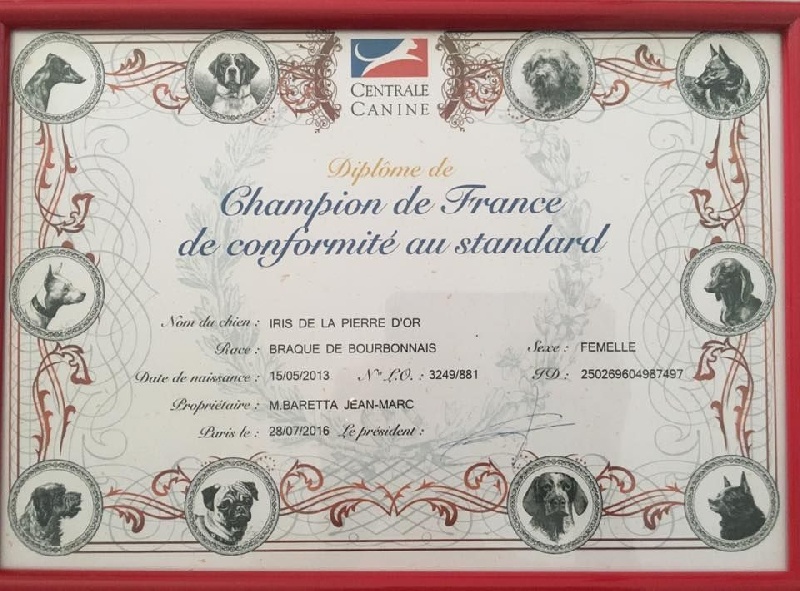 CENTRALE
CANINE
Diplôme de
Champion de France
de conformité au standard
Nom du chien : IRIS DE LA PIERRE D'OR
Race : BRAQUE DE BOURBONNAIS Sexe : FEMELLE
Date de naissance : 15/05/2013 N° L.O. : 3249/881 ID : 250269604987497
Propriétaire : M.BARETTA JEAN-MARC
Paris le : 28/07/2016 Le président :